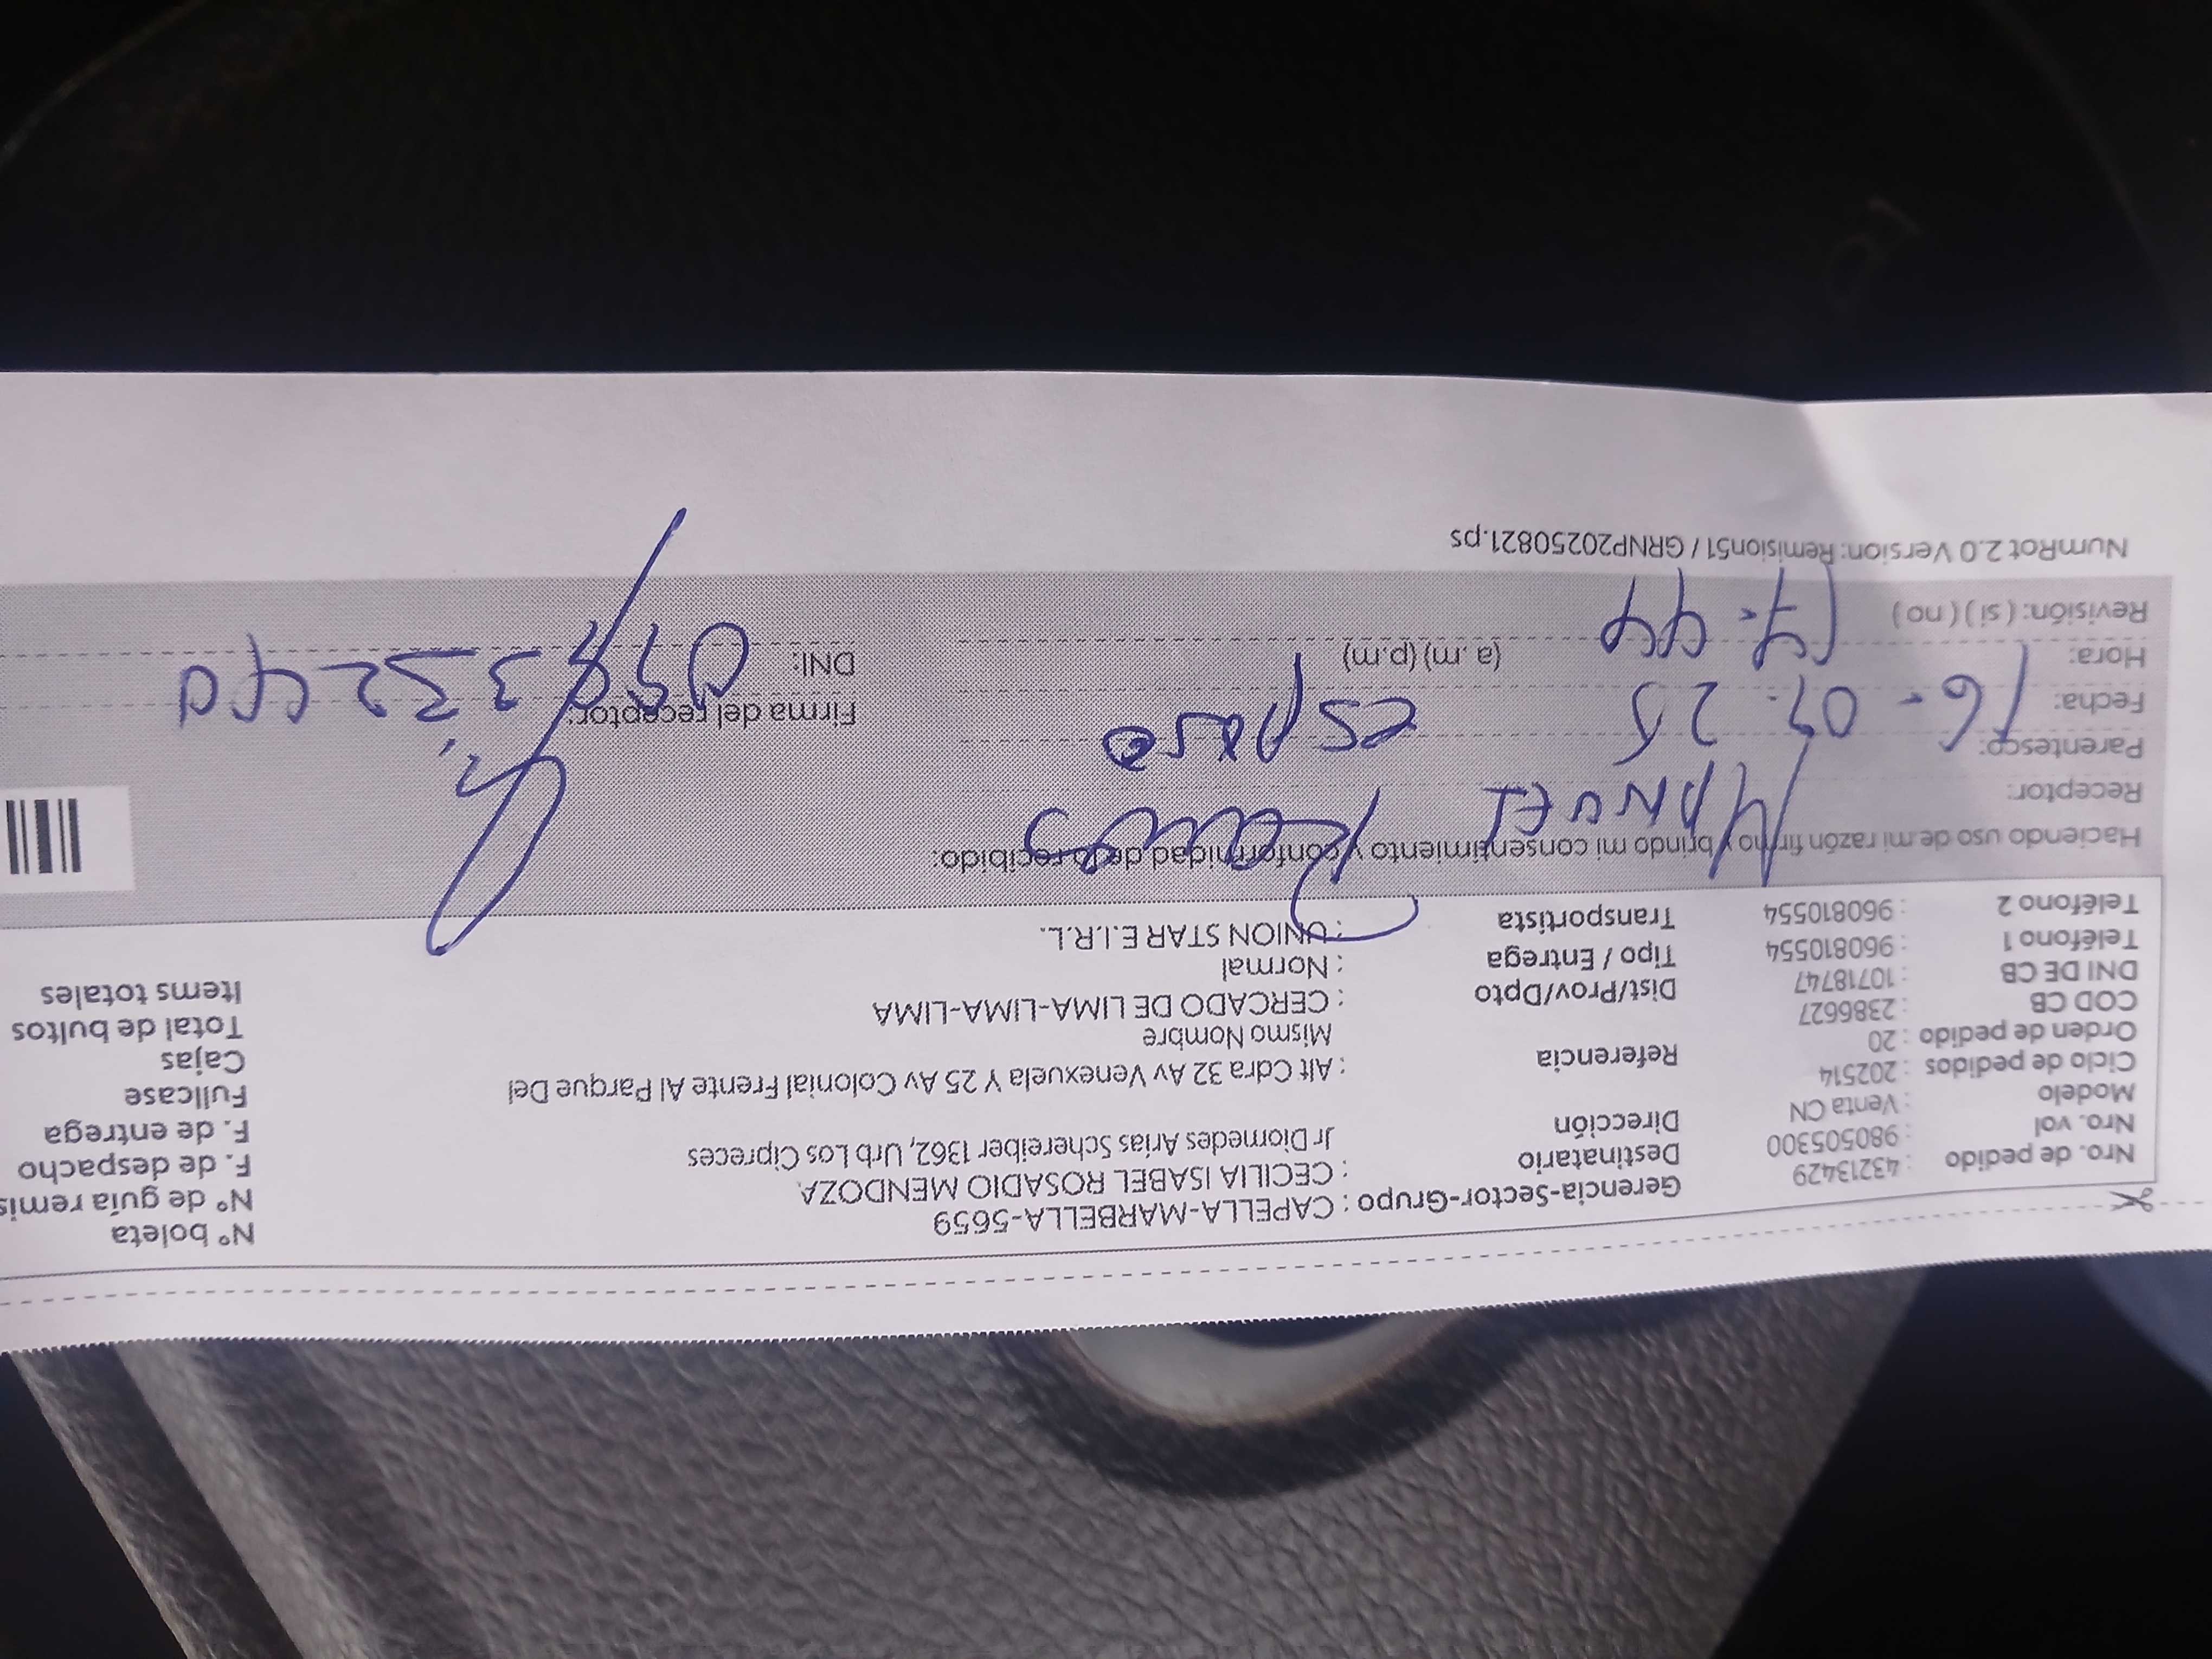 Gerencia-Sector-Grupo : CAPELLA-MARBELLA-5659
Nº boleta
Nro. de pedido : 43213429
Destinatario : CECILIA ISABEL ROSADIO MENDOZA
Nº de guía remis
Nro. vol : 980505300
Dirección Jr Diomedes Arias Schereiber 1362, Urb Los Cipreces
F. de despacho
Modelo : Venta CN
F. de entrega
Ciclo de pedidos : 202514
Referencia : Alt Cdra 32 Av Venexuela Y 25 Av Colonial Frente Al Parque Del
Mismo Nombre
Fullcase
Orden de pedido : 20
Cajas
COD CB : 2386627
Dist/Prov/Dpto : CERCADO DE LIMA-LIMA-LIMA
Total de bultos
DNI DE CB : 10718747
Tipo / Entrega : Normal
Items totales
Teléfono 1 : 960810554
Transportista : UNION STAR E.I.R.L.
Teléfono 2 : 960810554
Haciendo uso de mi razón firmo y brindo mi consentimiento y conformidad de lo recibido:
Receptor: MANUEL
Parentesco: esposo
Firma del receptor:
Fecha: 16-09-25
DNI:
Hora: (a.m) (p.m)
Revisión: ( si ) ( no )
NumRot 2.0 Version: Remision51 / GRNP20250821.ps